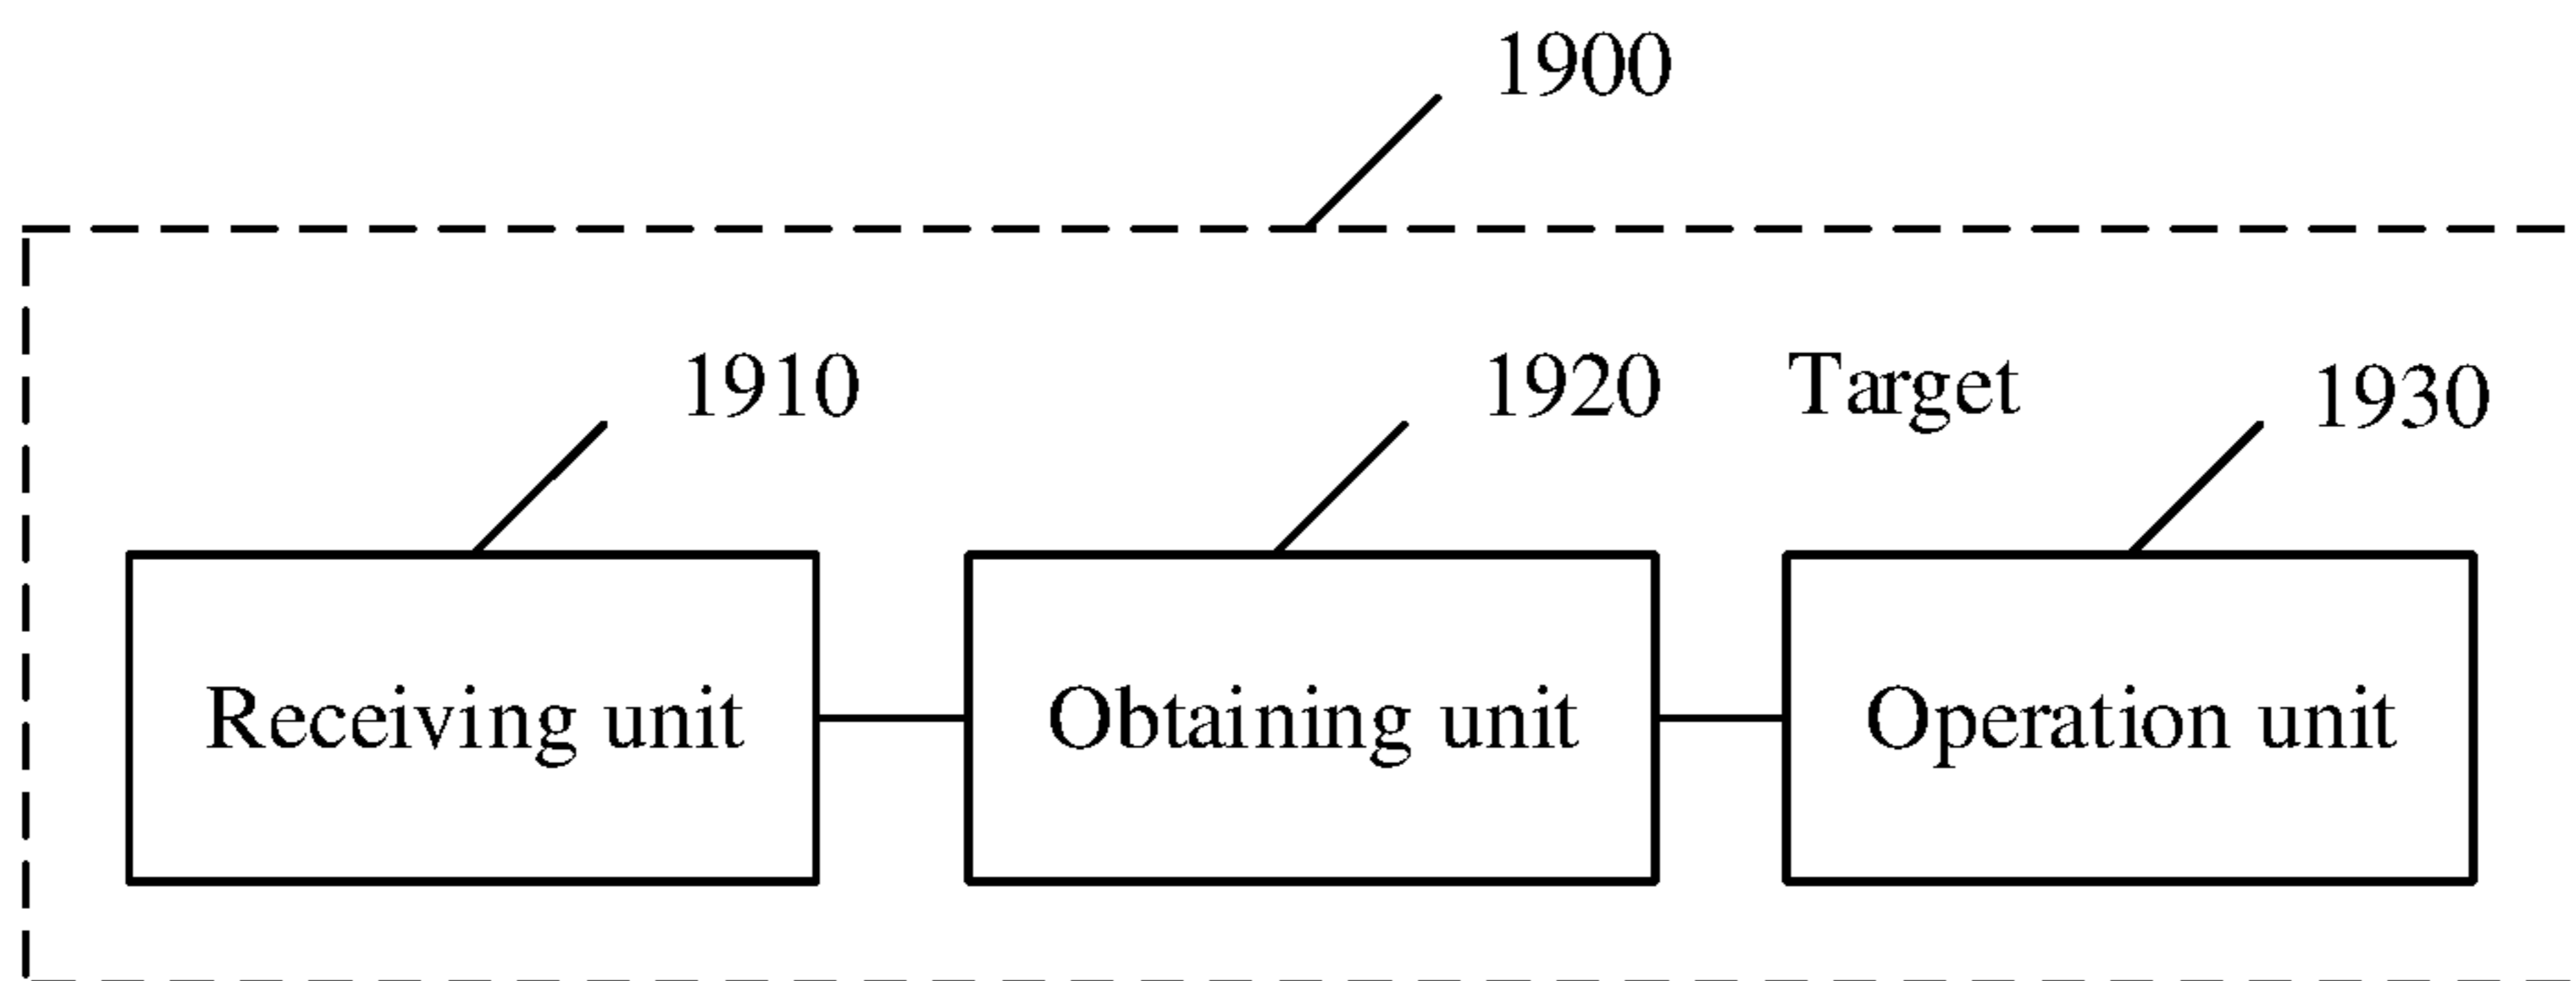 1900
1910
1920
Target
1930
Receiving unit
Obtaining unit
Operation unit